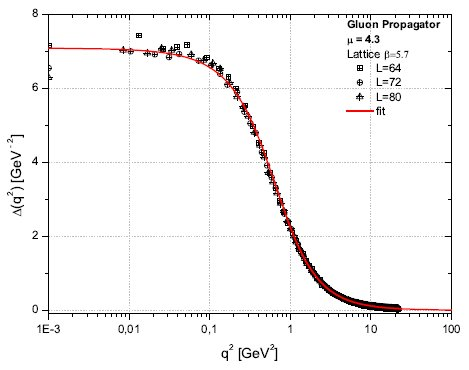 8
6
4
2
0
Δ(q²) [GeV⁻²]
Gluon Propagator
μ = 4.3
Lattice β=5.7
L=64
L=72
L=80
fit
1E-3 0,01 0,1 1 10 100
q² [GeV²]